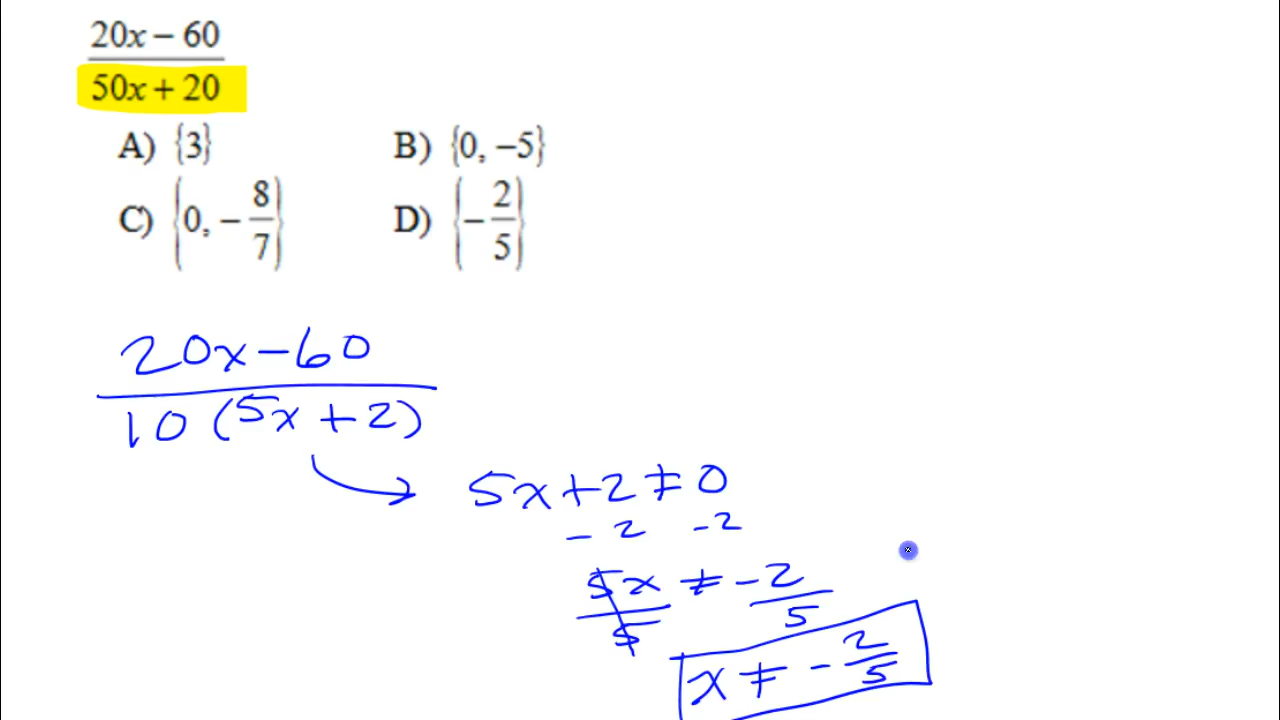 20x − 60
50x + 20
A) {3} B) {0, −5}
C) {0, −8/7} D) {−2/5}
20x − 60
10 (5x + 2)
5x + 2 ≠ 0
− 2 − 2
5x ≠ − 2
5 5
x ≠ − 2/5